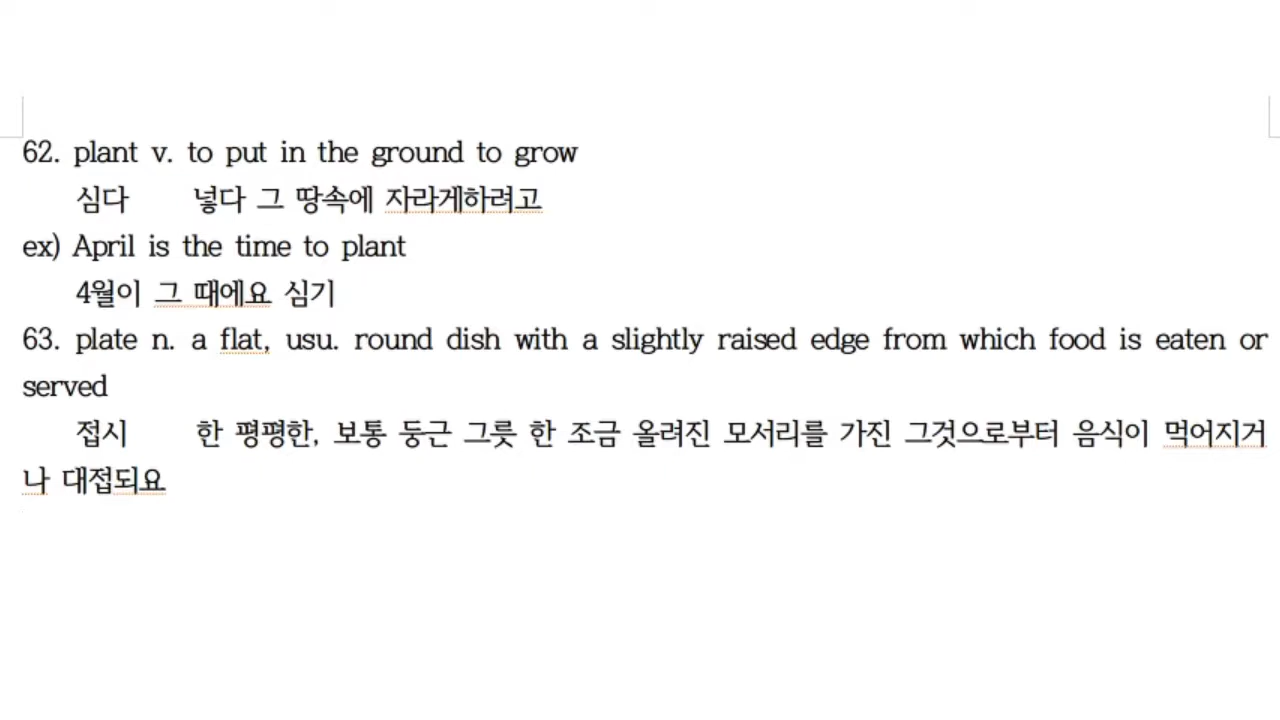 62. plant v. to put in the ground to grow
심다 넣다 그 땅속에 자라게하려고
ex) April is the time to plant
4월이 그 때에요 심기
63. plate n. a flat, usu. round dish with a slightly raised edge from which food is eaten or
served
접시 한 평평한, 보통 둥근 그릇 한 조금 올려진 모서리를 가진 그것으로부터 음식이 먹어지거
나 대접되요